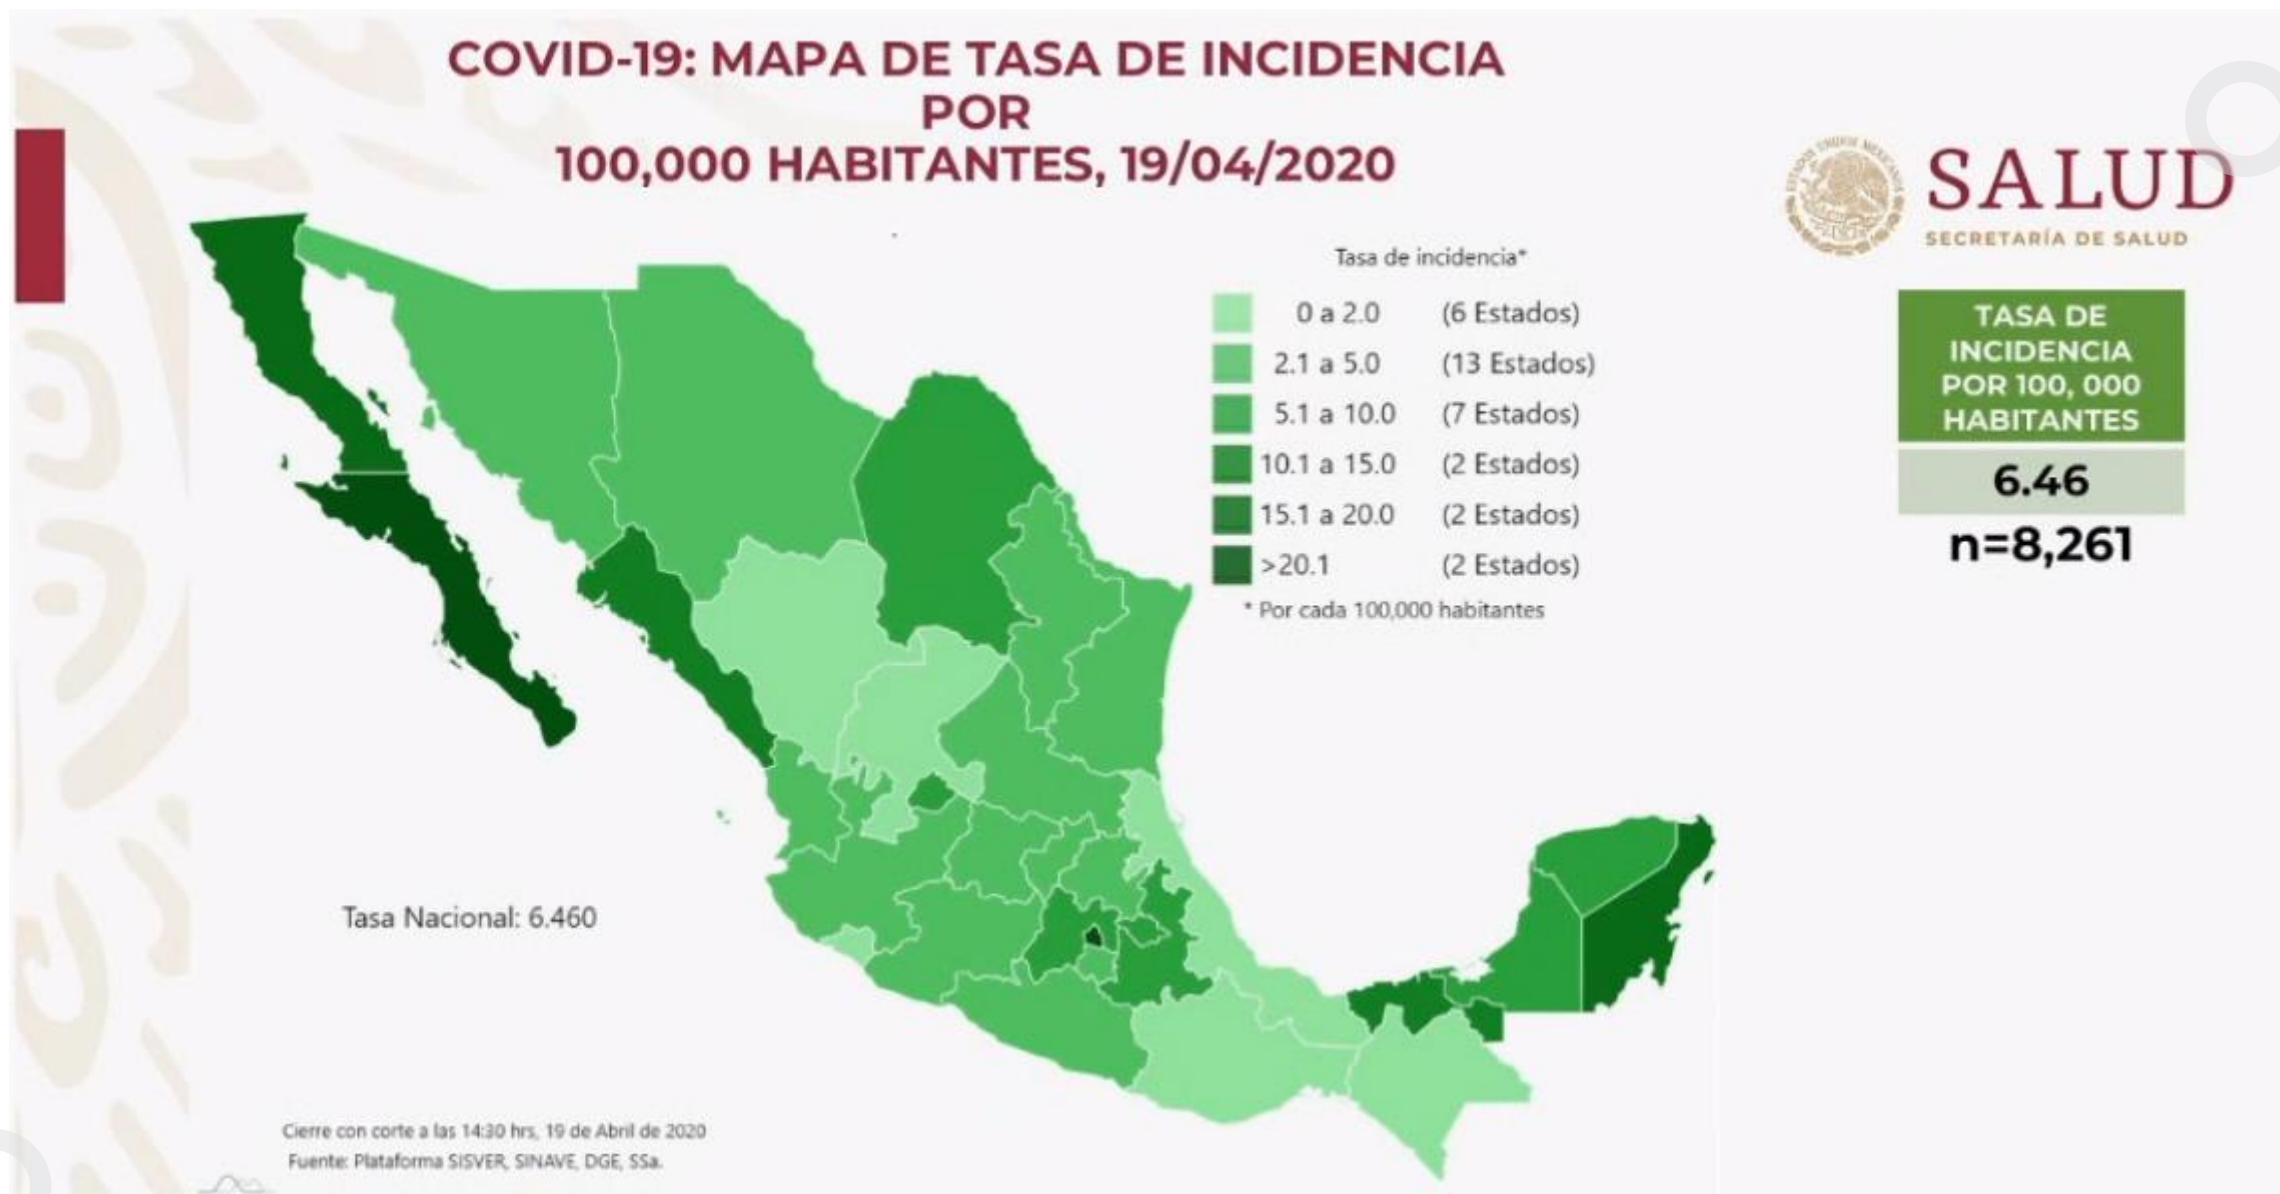 COVID-19: MAPA DE TASA DE INCIDENCIA
POR
100,000 HABITANTES, 19/04/2020
ESTADOS UNIDOS MEXICANOS
SALUD
SECRETARÍA DE SALUD
Tasa de incidencia*
0 a 2.0 (6 Estados)
2.1 a 5.0 (13 Estados)
5.1 a 10.0 (7 Estados)
10.1 a 15.0 (2 Estados)
15.1 a 20.0 (2 Estados)
>20.1 (2 Estados)
* Por cada 100,000 habitantes
TASA DE
INCIDENCIA
POR 100, 000
HABITANTES
6.46
n=8,261
Tasa Nacional: 6.460
Cierre con corte a las 14:30 hrs, 19 de Abril de 2020
Fuente: Plataforma SISVER, SINAVE, DGE, SSa.